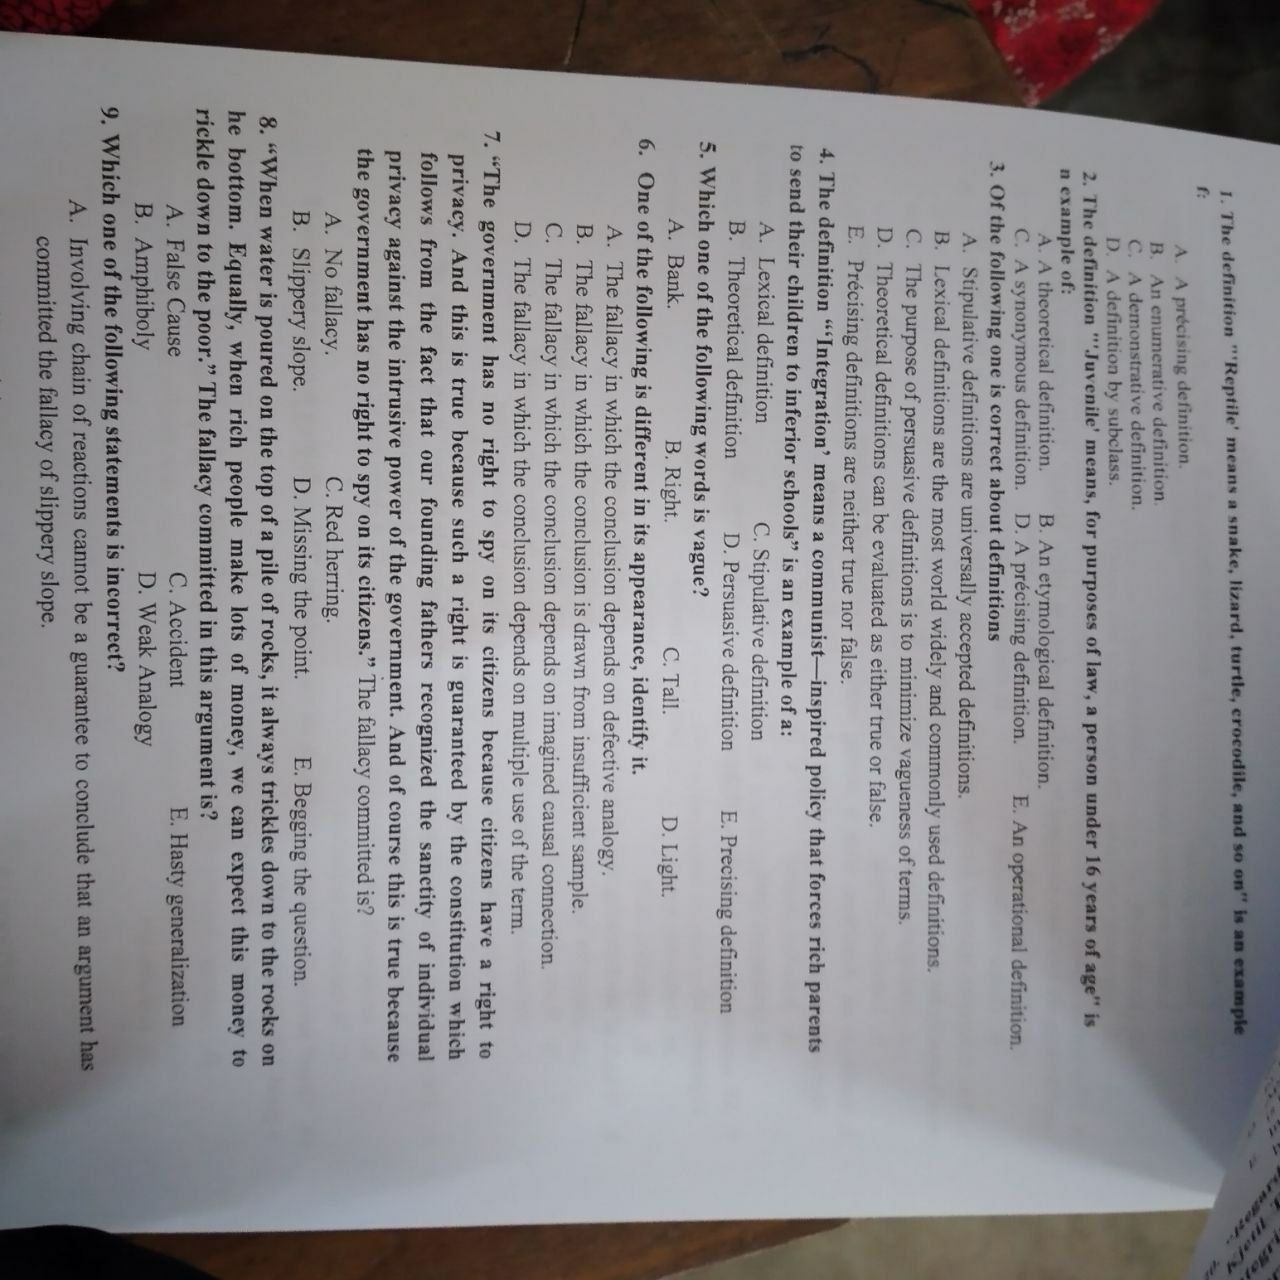 1. The definition "'Reptile' means a snake, lizard, turtle, crocodile, and so on" is an example
f:
A. A précising definition.
B. An enumerative definition.
C. A demonstrative definition.
D. A definition by subclass.
2. The definition "'Juvenile' means, for purposes of law, a person under 16 years of age" is
n example of:
A. A theoretical definition. B. An etymological definition.
C. A synonymous definition. D. A précising definition. E. An operational definition.
3. Of the following one is correct about definitions
A. Stipulative definitions are universally accepted definitions.
B. Lexical definitions are the most world widely and commonly used definitions.
C. The purpose of persuasive definitions is to minimize vagueness of terms.
D. Theoretical definitions can be evaluated as either true or false.
E. Précising definitions are neither true nor false.
4. The definition "'Integration' means a communist—inspired policy that forces rich parents
to send their children to inferior schools" is an example of a:
A. Lexical definition C. Stipulative definition
B. Theoretical definition D. Persuasive definition E. Precising definition
5. Which one of the following words is vague?
A. Bank. B. Right. C. Tall. D. Light.
6. One of the following is different in its appearance, identify it.
A. The fallacy in which the conclusion depends on defective analogy.
B. The fallacy in which the conclusion is drawn from insufficient sample.
C. The fallacy in which the conclusion depends on imagined causal connection.
D. The fallacy in which the conclusion depends on multiple use of the term.
7. "The government has no right to spy on its citizens because citizens have a right to
privacy. And this is true because such a right is guaranteed by the constitution which
follows from the fact that our founding fathers recognized the sanctity of individual
privacy against the intrusive power of the government. And of course this is true because
the government has no right to spy on its citizens." The fallacy committed is?
A. No fallacy. C. Red herring.
B. Slippery slope. D. Missing the point. E. Begging the question.
8. "When water is poured on the top of a pile of rocks, it always trickles down to the rocks on
he bottom. Equally, when rich people make lots of money, we can expect this money to
rickle down to the poor." The fallacy committed in this argument is?
A. False Cause C. Accident E. Hasty generalization
B. Amphiboly D. Weak Analogy
9. Which one of the following statements is incorrect?
A. Involving chain of reactions cannot be a guarantee to conclude that an argument has
committed the fallacy of slippery slope.